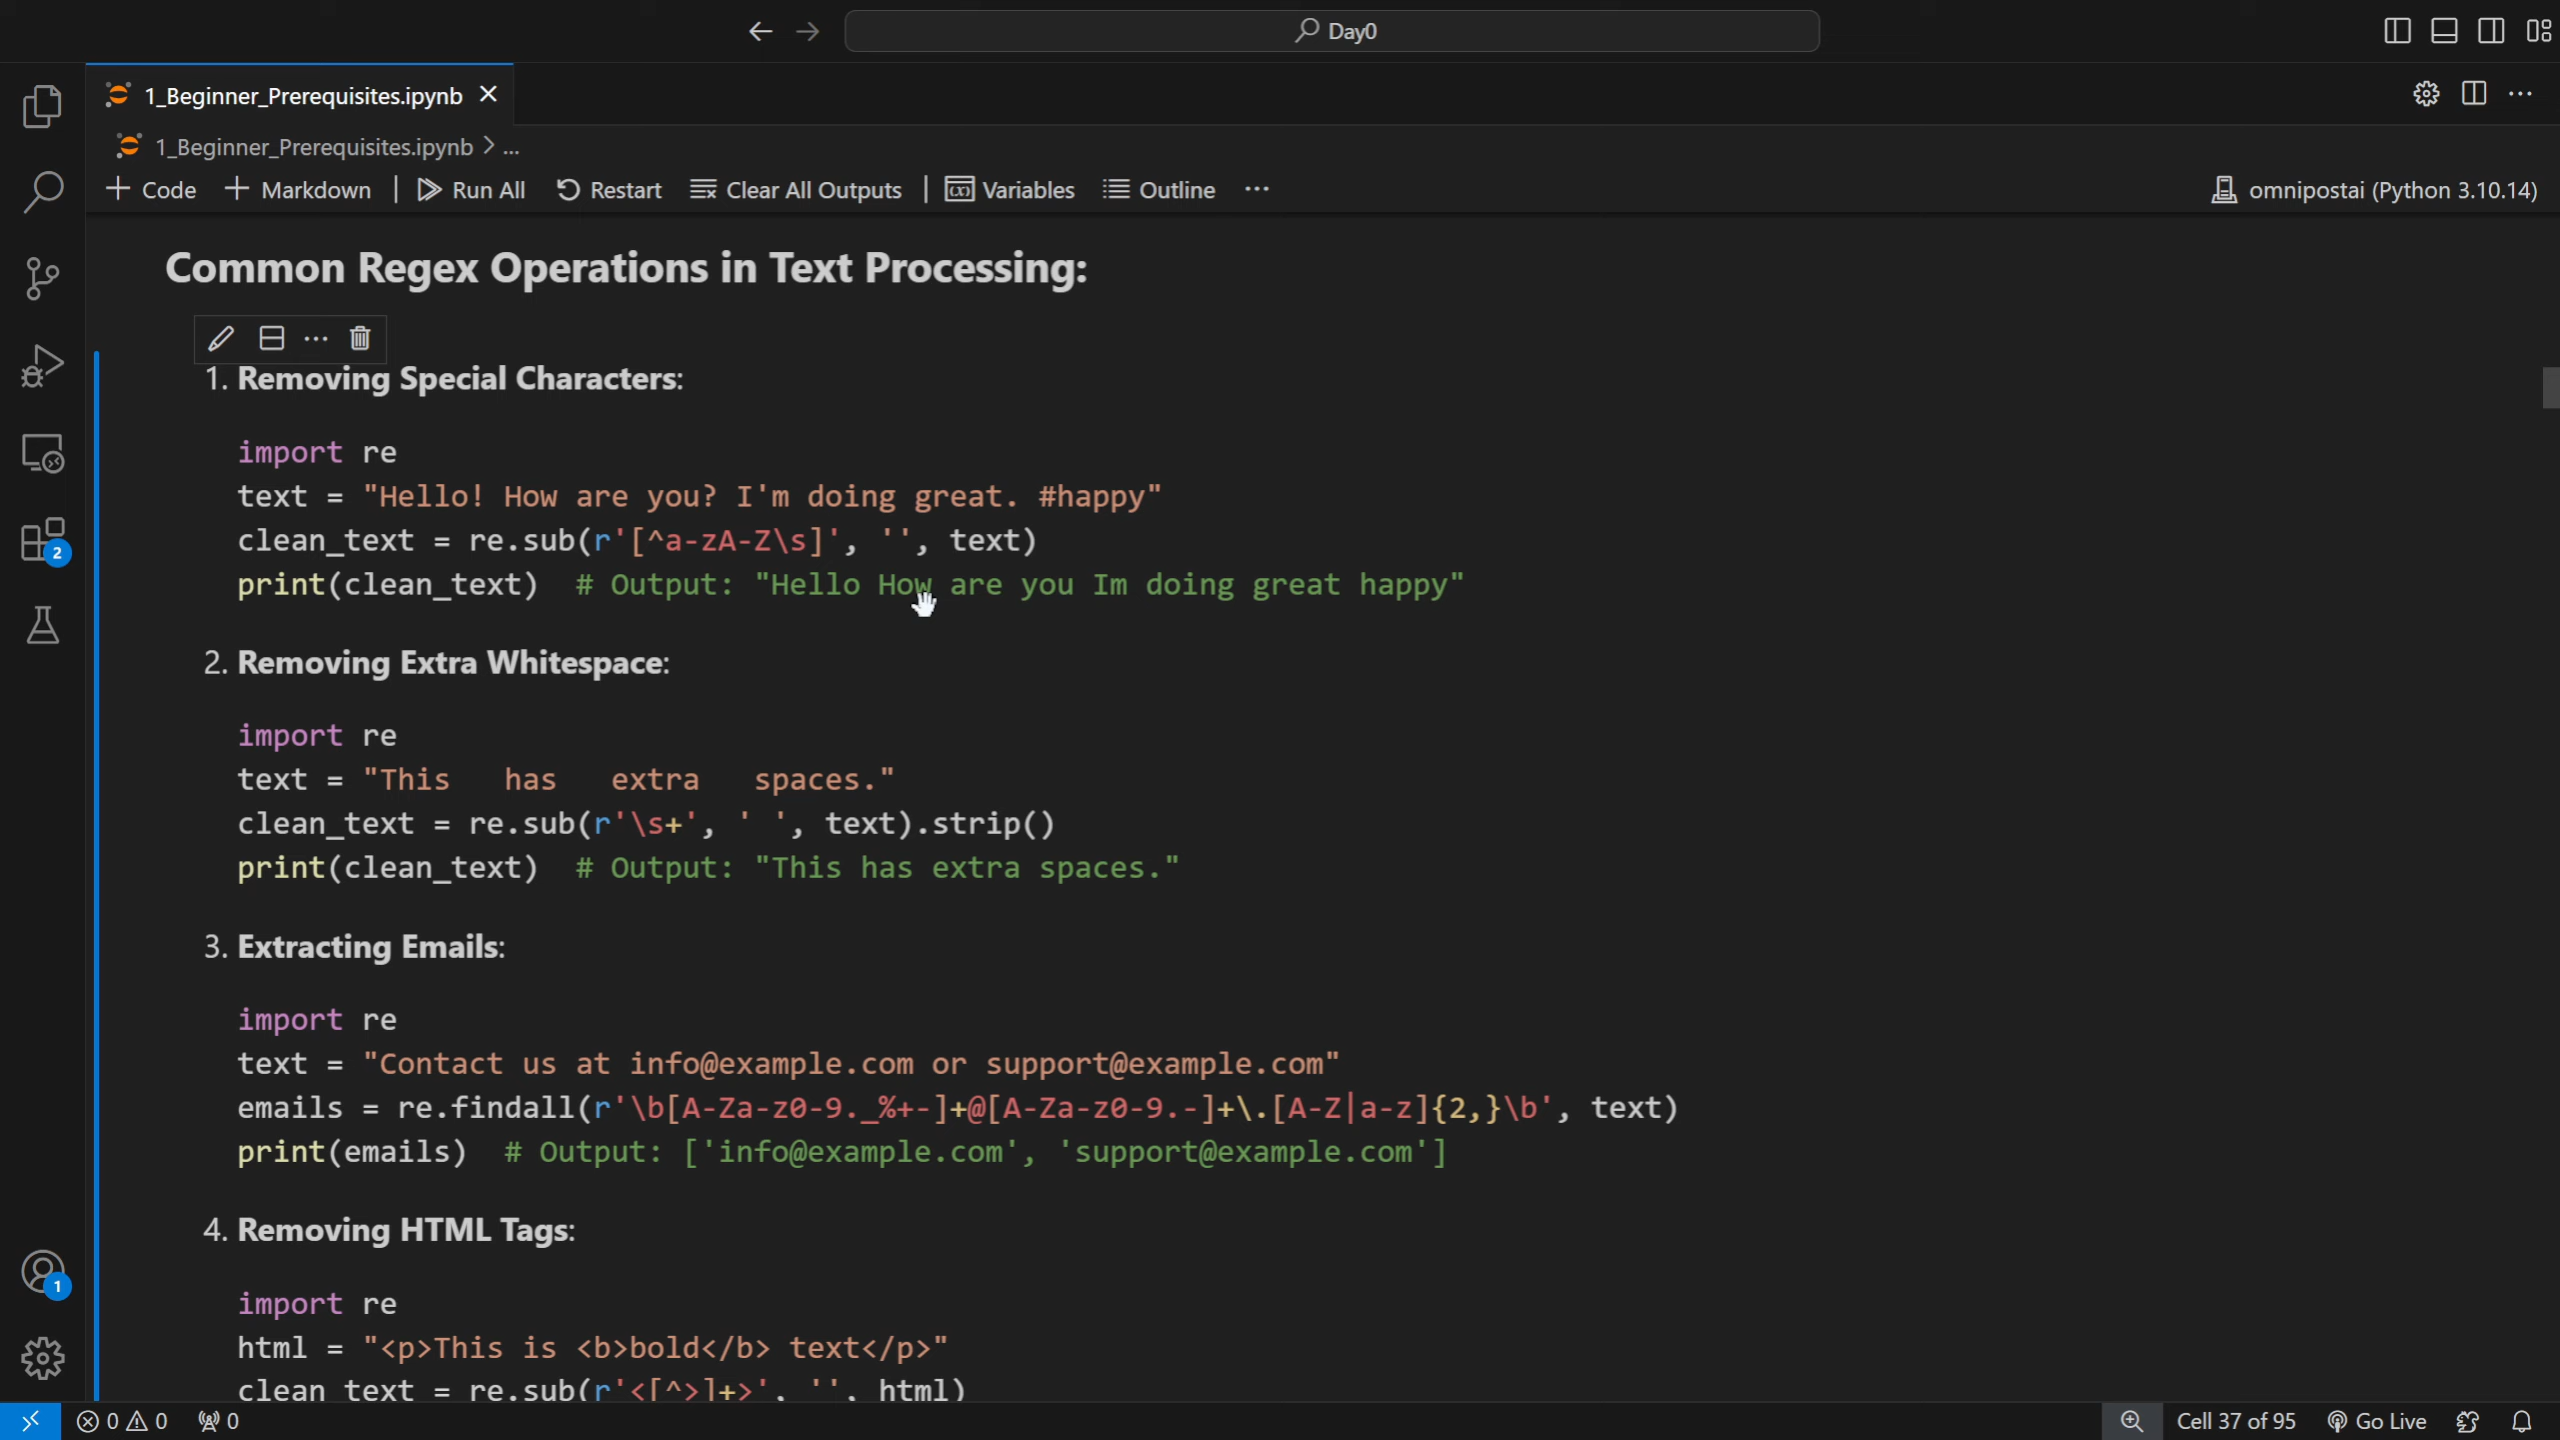 Day0
1_Beginner_Prerequisites.ipynb
1_Beginner_Prerequisites.ipynb > ...
+ Code + Markdown | Run All Restart Clear All Outputs | Variables Outline ... omnipostai (Python 3.10.14)
Common Regex Operations in Text Processing:
1. Removing Special Characters:
import re
text = "Hello! How are you? I'm doing great. #happy"
clean_text = re.sub(r'[^a-zA-Z\s]', '', text)
print(clean_text)  # Output: "Hello How are you Im doing great happy"
2. Removing Extra Whitespace:
import re
text = "This   has   extra   spaces."
clean_text = re.sub(r'\s+', ' ', text).strip()
print(clean_text)  # Output: "This has extra spaces."
3. Extracting Emails:
import re
text = "Contact us at info@example.com or support@example.com"
emails = re.findall(r'\b[A-Za-z0-9._%+-]+@[A-Za-z0-9.-]+\.[A-Z|a-z]{2,}\b', text)
print(emails)  # Output: ['info@example.com', 'support@example.com']
4. Removing HTML Tags:
import re
html = "<p>This is <b>bold</b> text</p>"
clean_text = re.sub(r'<[^>]+>', '', html)
2
1
0 0 0 Cell 37 of 95 Go Live